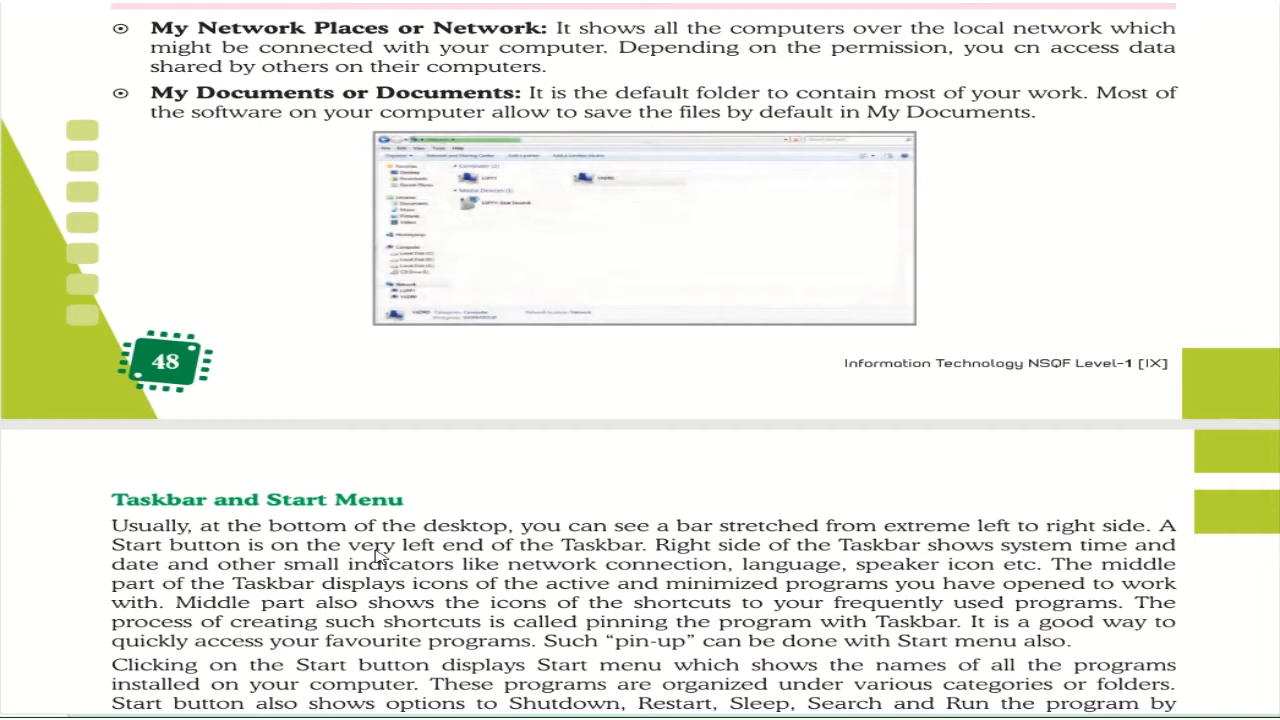 My Network Places or Network: It shows all the computers over the local network which
might be connected with your computer. Depending on the permission, you cn access data
shared by others on their computers.
My Documents or Documents: It is the default folder to contain most of your work. Most of
the software on your computer allow to save the files by default in My Documents.
48
Information Technology NSQF Level-1 [IX]
Taskbar and Start Menu
Usually, at the bottom of the desktop, you can see a bar stretched from extreme left to right side. A
Start button is on the very left end of the Taskbar. Right side of the Taskbar shows system time and
date and other small indicators like network connection, language, speaker icon etc. The middle
part of the Taskbar displays icons of the active and minimized programs you have opened to work
with. Middle part also shows the icons of the shortcuts to your frequently used programs. The
process of creating such shortcuts is called pinning the program with Taskbar. It is a good way to
quickly access your favourite programs. Such “pin-up” can be done with Start menu also.
Clicking on the Start button displays Start menu which shows the names of all the programs
installed on your computer. These programs are organized under various categories or folders.
Start button also shows options to Shutdown, Restart, Sleep, Search and Run the program by